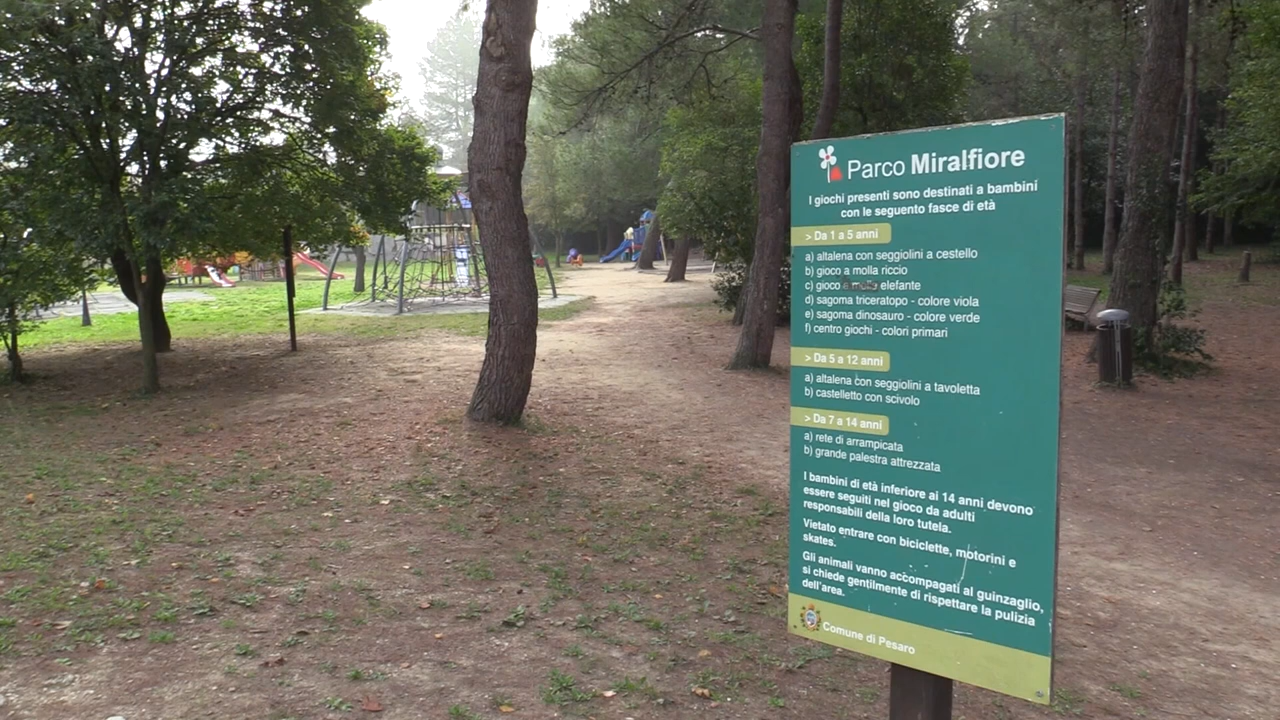 Parco Miralfiore
I giochi presenti sono destinati a bambini
con le seguento fasce di età
> Da 1 a 5 anni
a) altalena con seggiolini a cestello
b) gioco a molla riccio
c) gioco a molla elefante
d) sagoma triceratopo - colore viola
e) sagoma dinosauro - colore verde
f) centro giochi - colori primari
> Da 5 a 12 anni
a) altalena con seggiolini a tavoletta
b) castelletto con scivolo
> Da 7 a 14 anni
a) rete di arrampicata
b) grande palestra attrezzata
I bambini di età inferiore ai 14 anni devono
essere seguiti nel gioco da adulti
responsabili della loro tutela.
Vietato entrare con biciclette, motorini e
skates.
Gli animali vanno accompagati al guinzaglio,
si chiede gentilmente di rispettare la pulizia
dell'area.
Comune di Pesaro